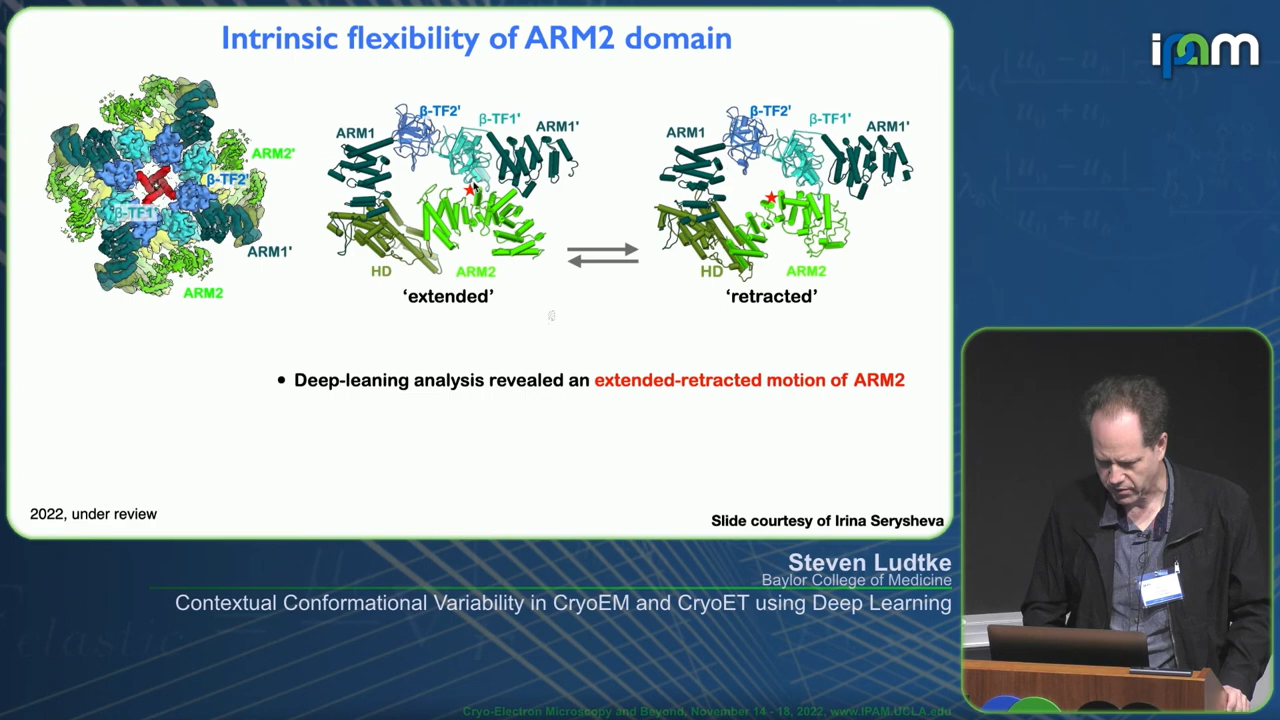 Intrinsic flexibility of ARM2 domain
ipam
ARM2'
β-TF2'
β-TF1'
ARM1'
ARM2
β-TF2'
β-TF1'
ARM1
ARM1'
HD
ARM2
'extended'
β-TF2'
β-TF1'
ARM1
ARM1'
HD
ARM2
'retracted'
• Deep-leaning analysis revealed an extended-retracted motion of ARM2
2022, under review
Slide courtesy of Irina Serysheva
Steven Ludtke
Baylor College of Medicine
Contextual Conformational Variability in CryoEM and CryoET using Deep Learning
elastic
Cryo-Electron Microscopy and Beyond, November 14 - 18, 2022, www.IPAM.UCLA.edu